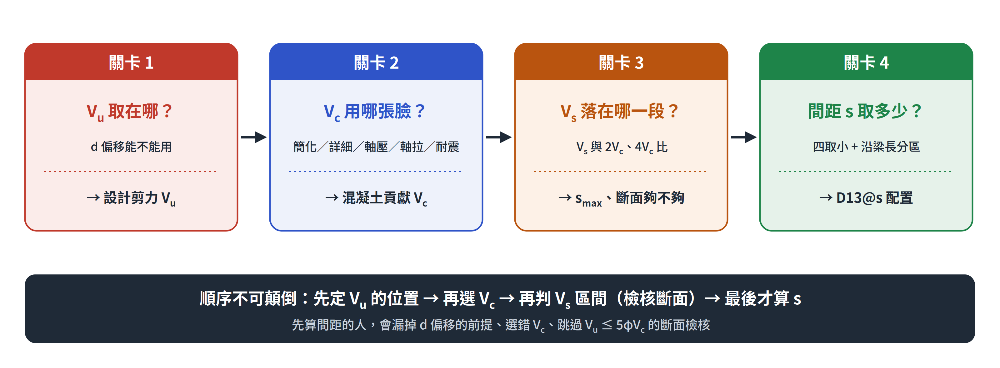 關卡 1
Vu 取在哪？
d 偏移能不能用
→ 設計剪力 Vu
關卡 2
Vc 用哪張臉？
簡化／詳細／軸壓／軸拉／耐震
→ 混凝土貢獻 Vc
關卡 3
Vs 落在哪一段？
Vs 與 2Vc、4Vc 比
→ smax、斷面夠不夠
關卡 4
間距 s 取多少？
四取小 + 沿梁長分區
→ D13@s 配置
順序不可顛倒：先定 Vu 的位置 → 再選 Vc → 再判 Vs 區間（檢核斷面）→ 最後才算 s
先算間距的人，會漏掉 d 偏移的前提、選錯 Vc、跳過 Vu ≤ 5φVc 的斷面檢核